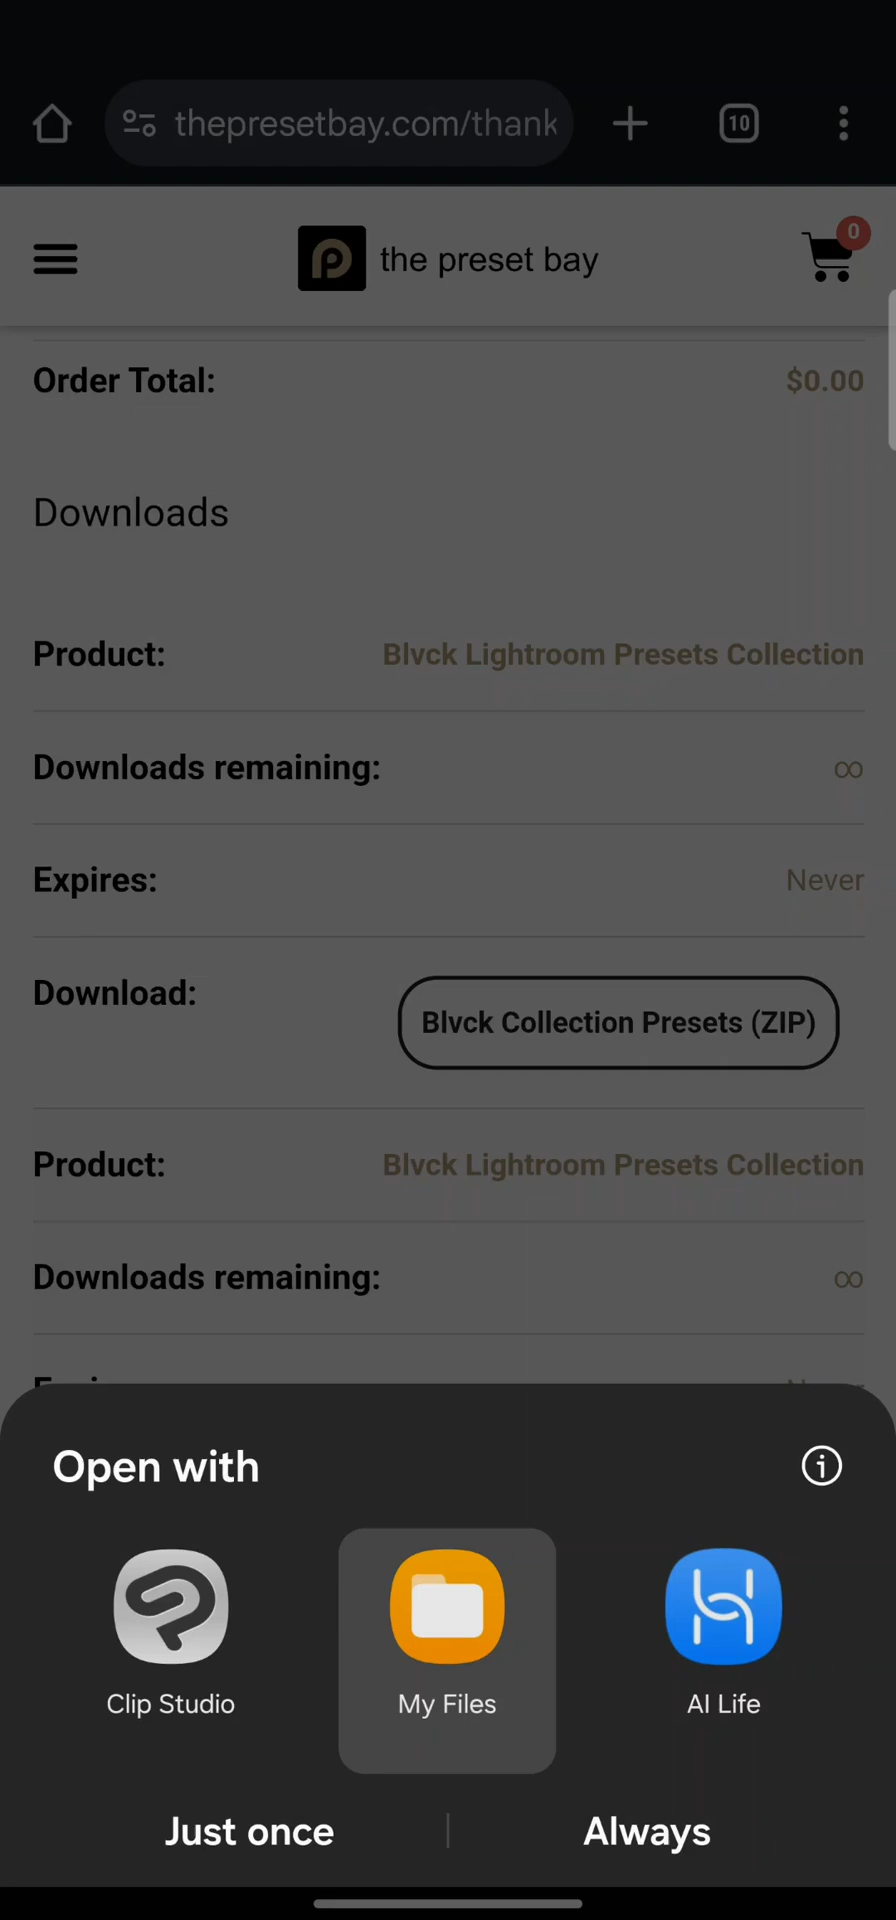 thepresetbay.com/thank
10
the preset bay
0
Order Total: $0.00
Downloads
Product: Blvck Lightroom Presets Collection
Downloads remaining: ∞
Expires: Never
Download: Blvck Collection Presets (ZIP)
Product: Blvck Lightroom Presets Collection
Downloads remaining: ∞
Open with
Clip Studio
My Files
AI Life
Just once
Always